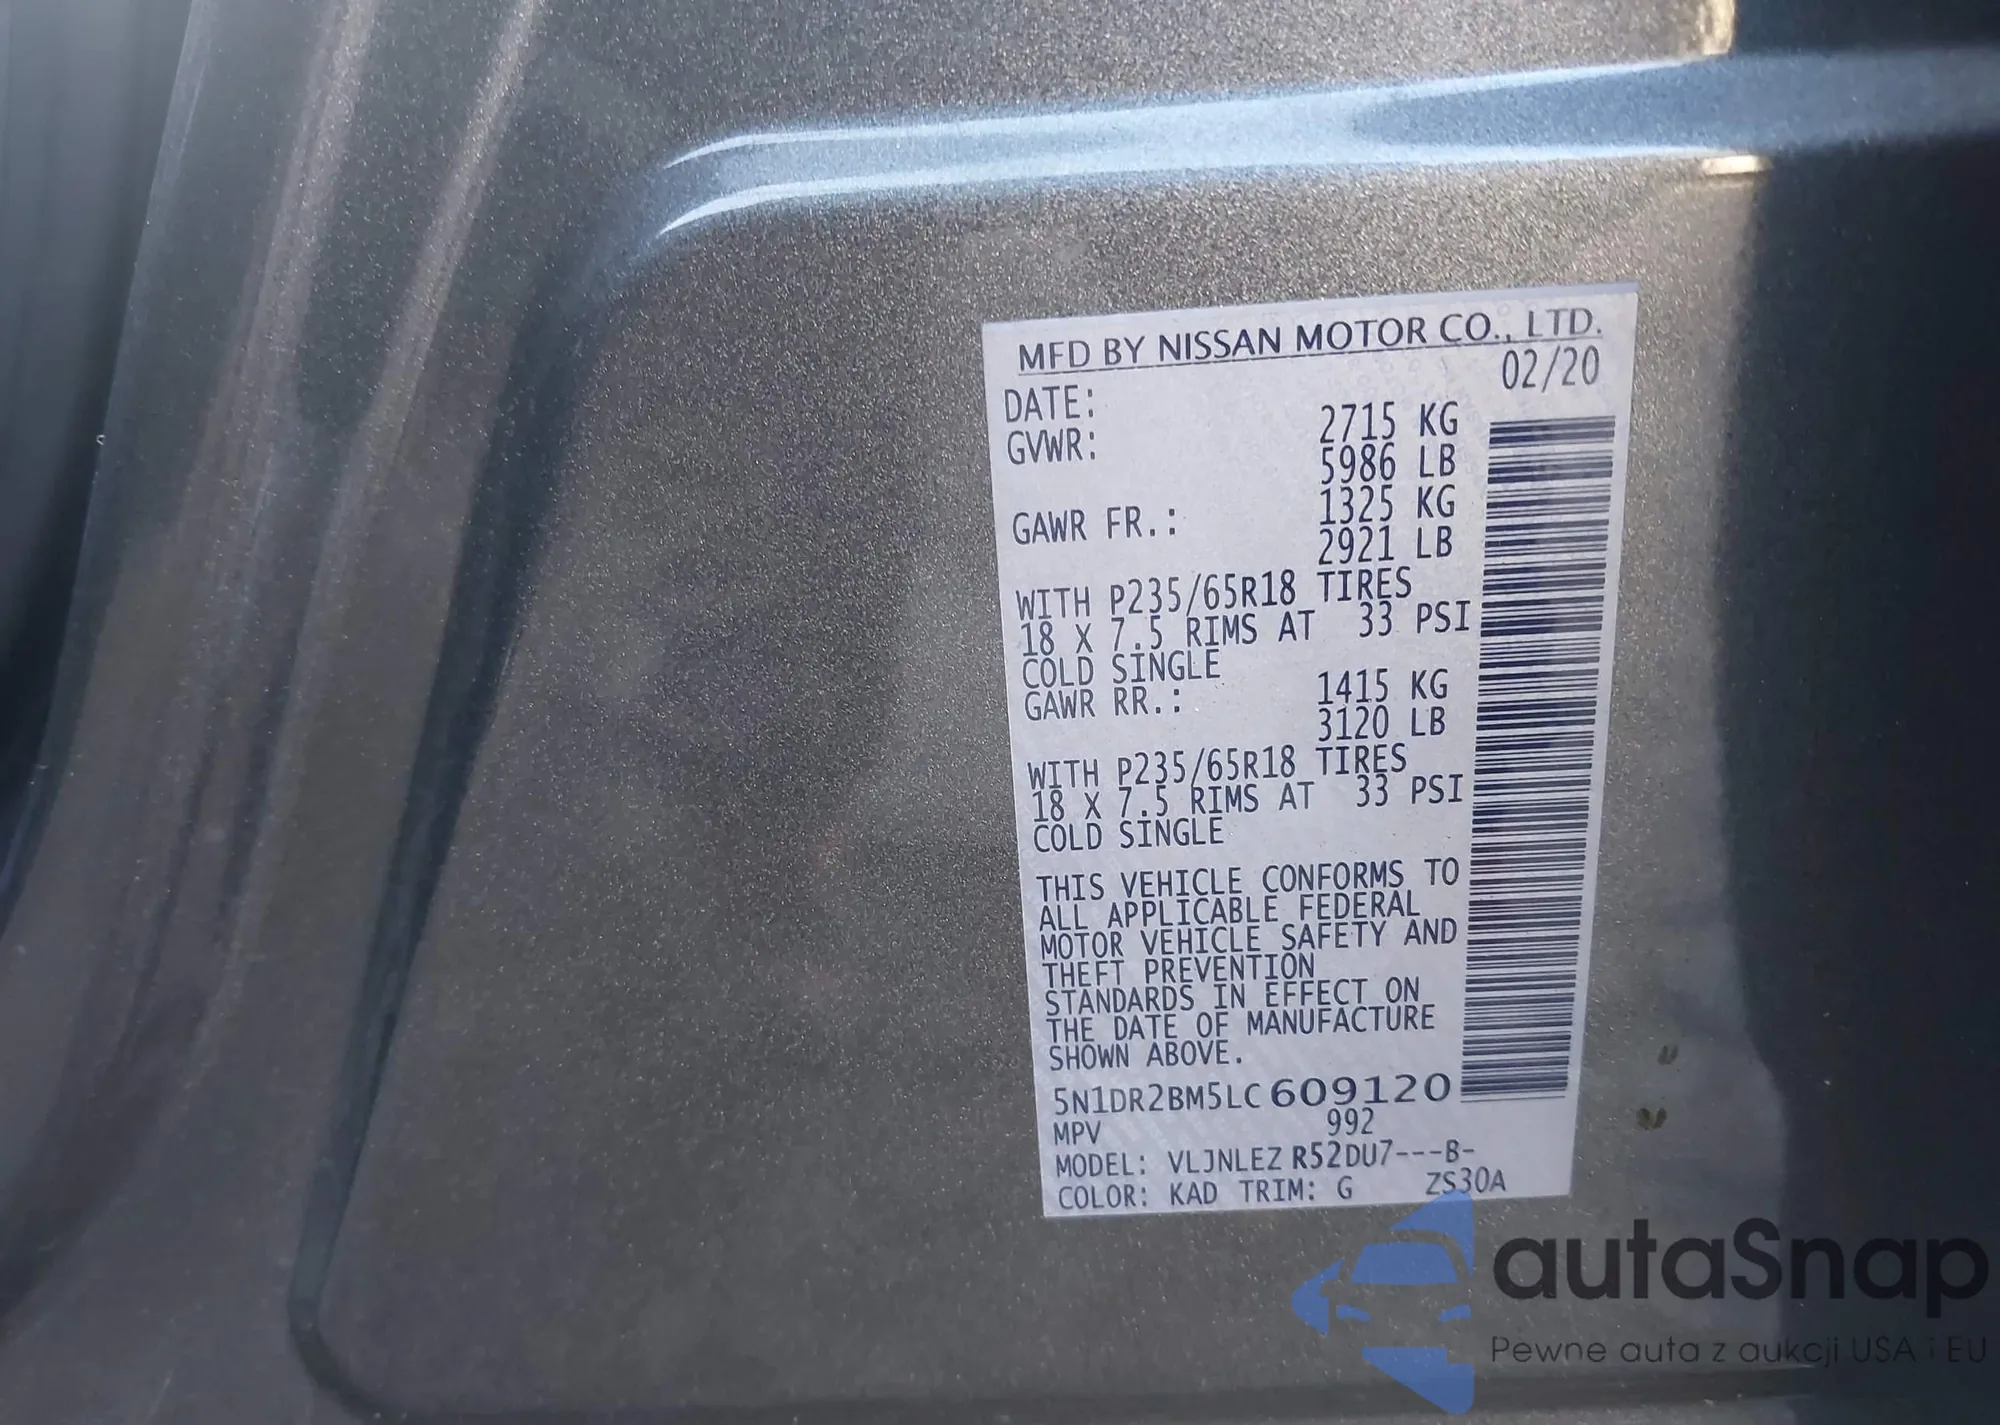 MFD BY NISSAN MOTOR CO., LTD.
DATE: 02/20
GVWR: 2715 KG
5986 LB
GAWR FR.: 1325 KG
2921 LB
WITH P235/65R18 TIRES
18 X 7.5 RIMS AT 33 PSI
COLD SINGLE
GAWR RR.: 1415 KG
3120 LB
WITH P235/65R18 TIRES
18 X 7.5 RIMS AT 33 PSI
COLD SINGLE
THIS VEHICLE CONFORMS TO
ALL APPLICABLE FEDERAL
MOTOR VEHICLE SAFETY AND
THEFT PREVENTION
STANDARDS IN EFFECT ON
THE DATE OF MANUFACTURE
SHOWN ABOVE.
5N1DR2BM5LC609120
MPV 992
MODEL: VLJNLEZ R52DU7---B-
COLOR: KAD TRIM: G ZS30A
autaSnap
Pewne auta z aukcji USA i EU